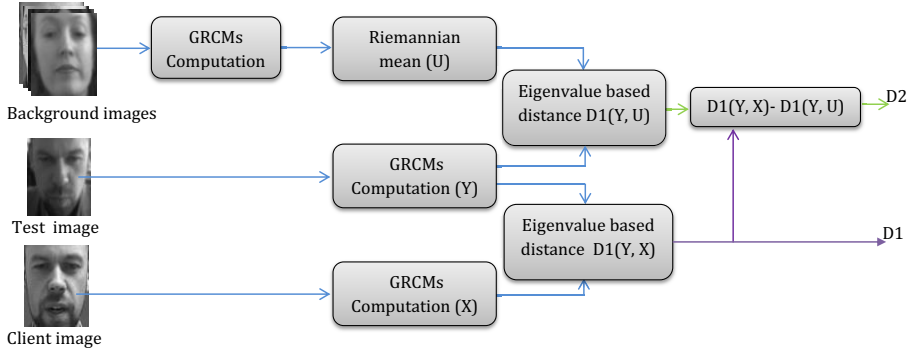 GRCMs
Computation
Riemannian
mean (U)
Background images
Eigenvalue based
distance D1(Y, U)
D1(Y, X)- D1(Y, U)
D2
GRCMs
Computation (Y)
Test image
Eigenvalue based
distance D1(Y, X)
D1
GRCMs
Computation (X)
Client image